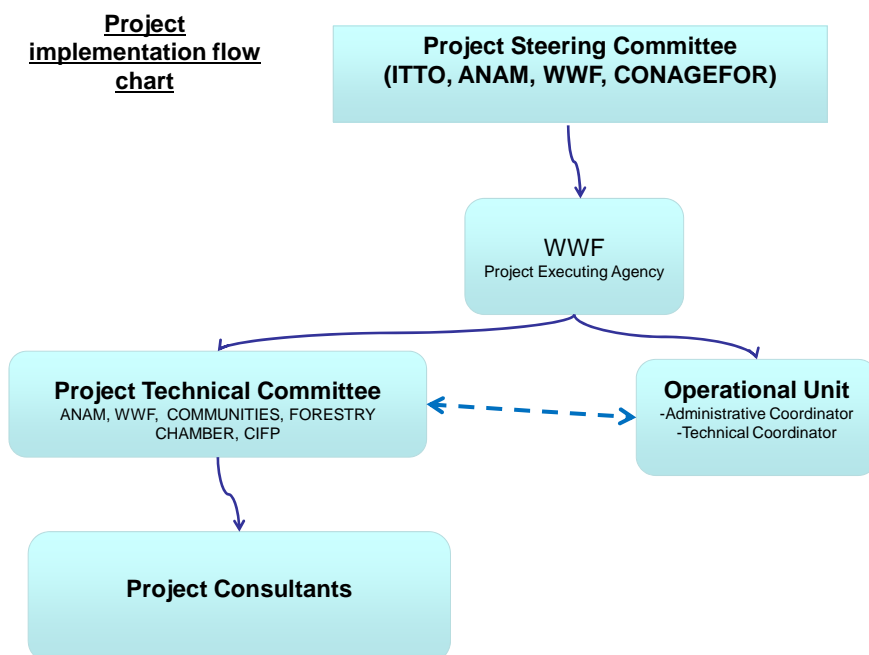 Project
implementation flow
chart
Project Steering Committee
(ITTO, ANAM, WWF, CONAGEFOR)
WWF
Project Executing Agency
Project Technical Committee
ANAM, WWF, COMMUNITIES, FORESTRY
CHAMBER, CIFP
Operational Unit
-Administrative Coordinator
-Technical Coordinator
Project Consultants